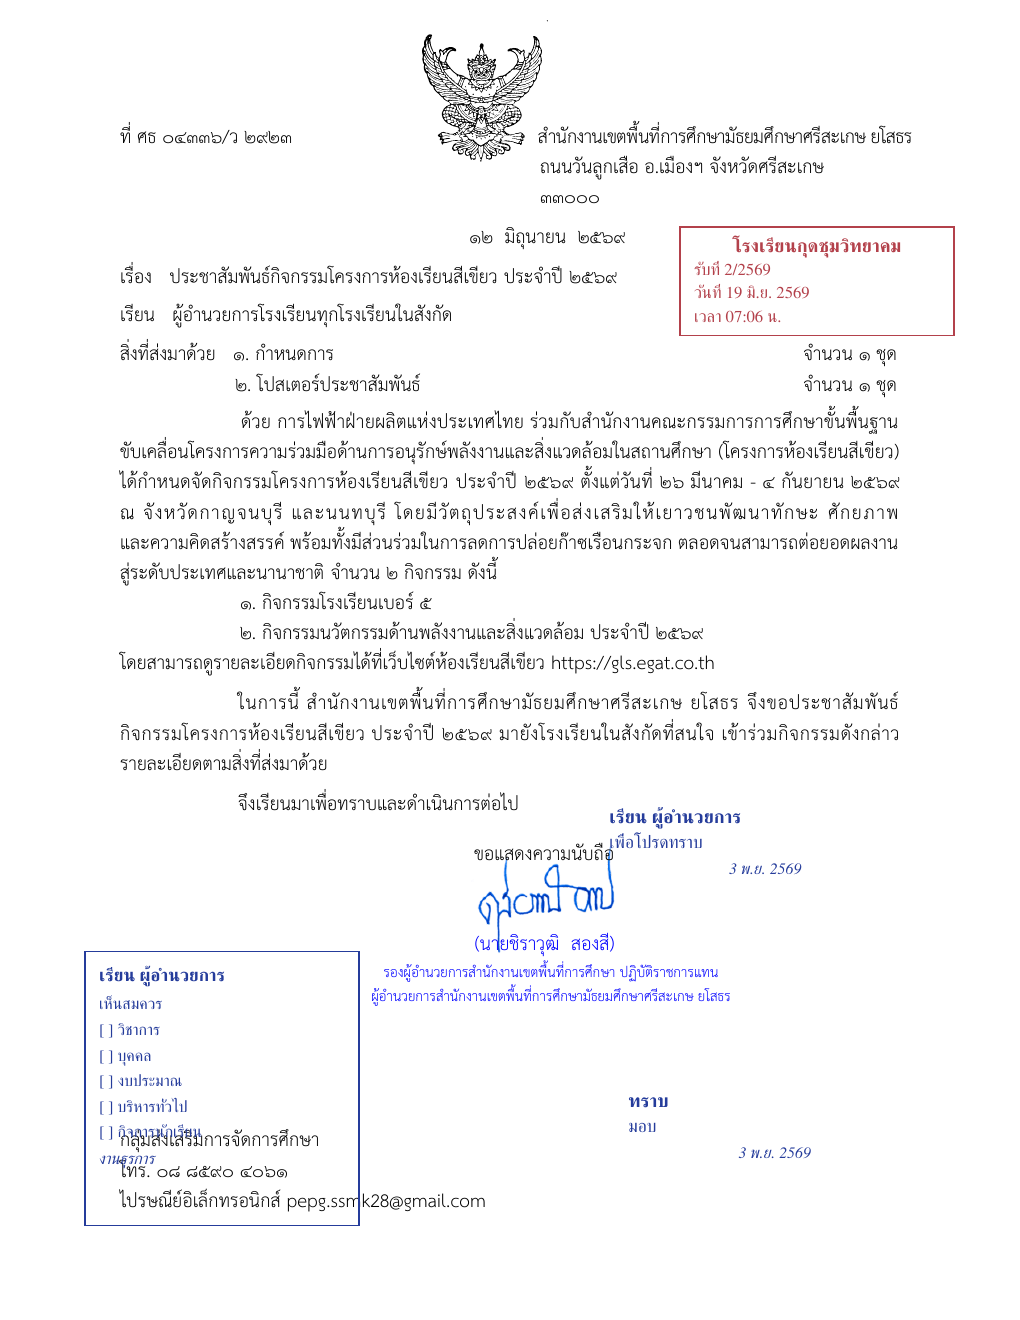 ที่ ศธ ๐๔๓๓๖/ว ๒๙๒๓
สำนักงานเขตพื้นที่การศึกษามัธยมศึกษาศรีสะเกษ ยโสธร
ถนนวันลูกเสือ อ.เมืองฯ จังหวัดศรีสะเกษ
๓๓๐๐๐
๑๒ มิถุนายน ๒๕๖๙
โรงเรียนกุดชุมวิทยาคม
รับที่ 2/2569
วันที่ 19 มิ.ย. 2569
เวลา 07:06 น.
เรื่อง ประชาสัมพันธ์กิจกรรมโครงการห้องเรียนสีเขียว ประจำปี ๒๕๖๙
เรียน ผู้อำนวยการโรงเรียนทุกโรงเรียนในสังกัด
สิ่งที่ส่งมาด้วย ๑. กำหนดการ จำนวน ๑ ชุด
๒. โปสเตอร์ประชาสัมพันธ์ จำนวน ๑ ชุด
ด้วย การไฟฟ้าฝ่ายผลิตแห่งประเทศไทย ร่วมกับสำนักงานคณะกรรมการการศึกษาขั้นพื้นฐาน
ขับเคลื่อนโครงการความร่วมมือด้านการอนุรักษ์พลังงานและสิ่งแวดล้อมในสถานศึกษา (โครงการห้องเรียนสีเขียว)
ได้กำหนดจัดกิจกรรมโครงการห้องเรียนสีเขียว ประจำปี ๒๕๖๙ ตั้งแต่วันที่ ๒๖ มีนาคม - ๔ กันยายน ๒๕๖๙
ณ จังหวัดกาญจนบุรี และนนทบุรี โดยมีวัตถุประสงค์เพื่อส่งเสริมให้เยาวชนพัฒนาทักษะ ศักยภาพ
และความคิดสร้างสรรค์ พร้อมทั้งมีส่วนร่วมในการลดการปล่อยก๊าซเรือนกระจก ตลอดจนสามารถต่อยอดผลงาน
สู่ระดับประเทศและนานาชาติ จำนวน ๒ กิจกรรม ดังนี้
๑. กิจกรรมโรงเรียนเบอร์ ๕
๒. กิจกรรมนวัตกรรมด้านพลังงานและสิ่งแวดล้อม ประจำปี ๒๕๖๙
โดยสามารถดูรายละเอียดกิจกรรมได้ที่เว็บไซต์ห้องเรียนสีเขียว https://gls.egat.co.th
ในการนี้ สำนักงานเขตพื้นที่การศึกษามัธยมศึกษาศรีสะเกษ ยโสธร จึงขอประชาสัมพันธ์
กิจกรรมโครงการห้องเรียนสีเขียว ประจำปี ๒๕๖๙ มายังโรงเรียนในสังกัดที่สนใจ เข้าร่วมกิจกรรมดังกล่าว
รายละเอียดตามสิ่งที่ส่งมาด้วย
จึงเรียนมาเพื่อทราบและดำเนินการต่อไป
เรียน ผู้อำนวยการ
เพื่อโปรดทราบ
3 พ.ย. 2569
ขอแสดงความนับถือ
(นายชิราวุฒิ สองสี)
รองผู้อำนวยการสำนักงานเขตพื้นที่การศึกษา ปฏิบัติราชการแทน
ผู้อำนวยการสำนักงานเขตพื้นที่การศึกษามัธยมศึกษาศรีสะเกษ ยโสธร
เรียน ผู้อำนวยการ
เห็นสมควร
[ ] วิชาการ
[ ] บุคคล
[ ] งบประมาณ
[ ] บริหารทั่วไป
[ ] กิจการนักเรียน
งานธุรการ
ทราบ
มอบ
3 พ.ย. 2569
กลุ่มส่งเสริมการจัดการศึกษา
โทร. ๐๘ ๘๕๙๐ ๔๐๖๑
ไปรษณีย์อิเล็กทรอนิกส์ pepg.ssmk28@gmail.com